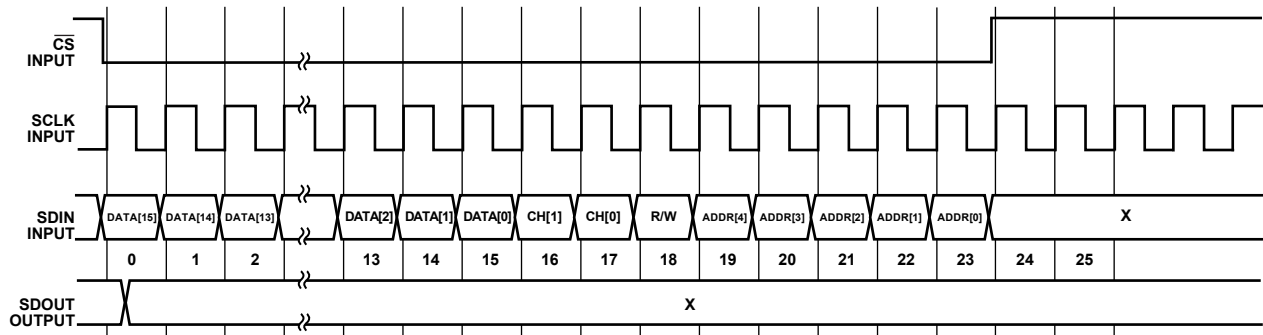 CS
INPUT
SCLK
INPUT
SDIN
INPUT
DATA[15] DATA[14] DATA[13] DATA[2] DATA[1] DATA[0] CH[1] CH[0] R/W ADDR[4] ADDR[3] ADDR[2] ADDR[1] ADDR[0] X
0 1 2 13 14 15 16 17 18 19 20 21 22 23 24 25
SDOUT
OUTPUT
X